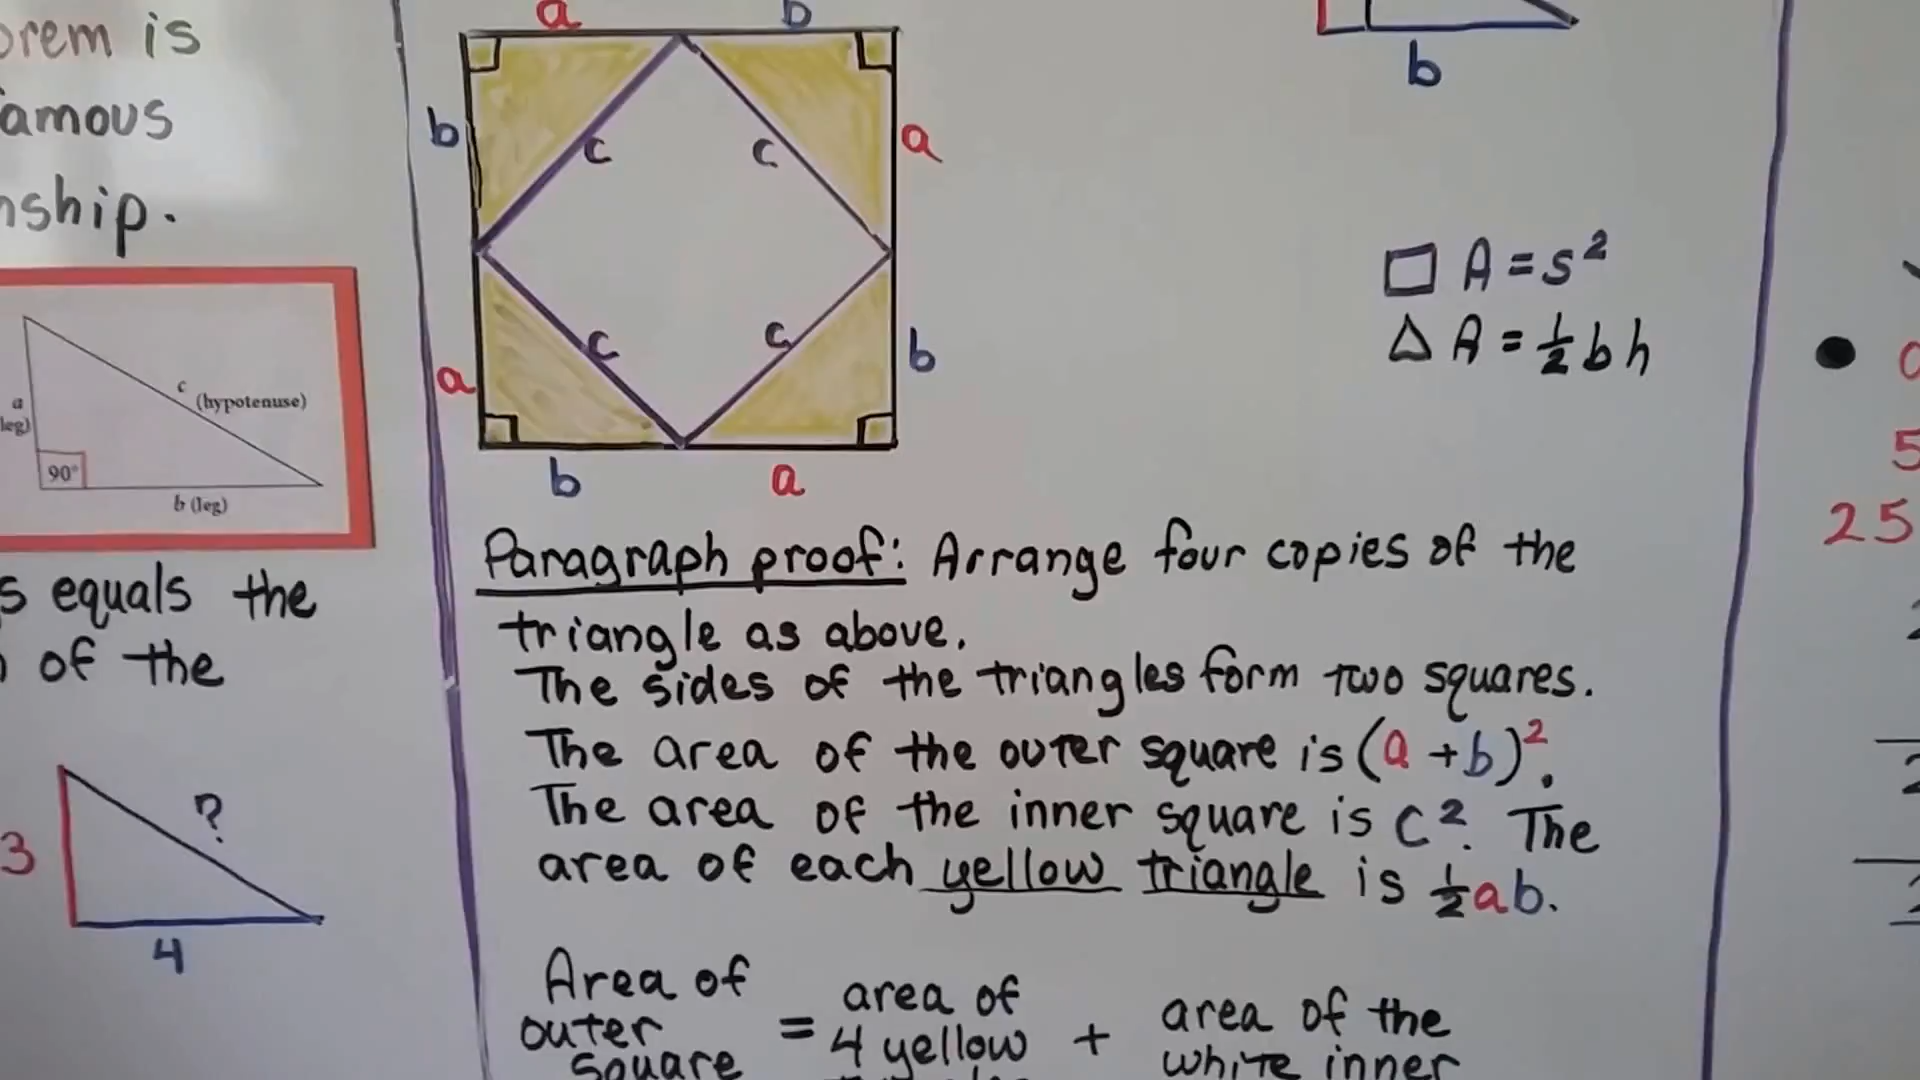 orem is
famous
nship.
a
leg)
c
(hypotenuse)
90°
b (leg)
s equals the
of the
3
?
4
a b
b c c a
a c c b
b a
b
A = s²
A = ½ b h
Paragraph proof: Arrange four copies of the
triangle as above.
The sides of the triangles form two squares.
The area of the outer square is (a + b)².
The area of the inner square is c². The
area of each yellow triangle is ½ab.
Area of
outer
square
=
area of
4 yellow
+
area of the
white inner
5
25